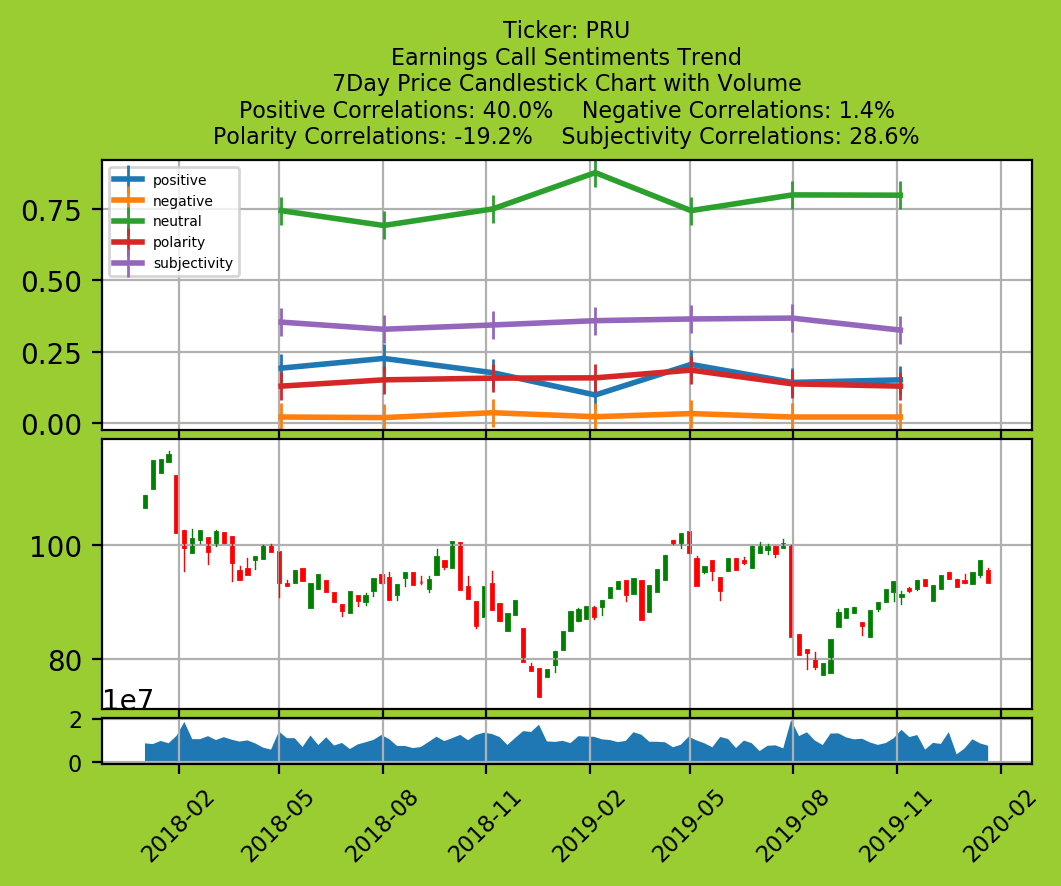 Ticker: PRU
Earnings Call Sentiments Trend
7Day Price Candlestick Chart with Volume
Positive Correlations: 40.0%    Negative Correlations: 1.4%
Polarity Correlations: -19.2%    Subjectivity Correlations: 28.6%
positive
negative
neutral
polarity
subjectivity
0.75
0.50
0.25
0.00
100
80
1e7
2
0
2018-02
2018-05
2018-08
2018-11
2019-02
2019-05
2019-08
2019-11
2020-02